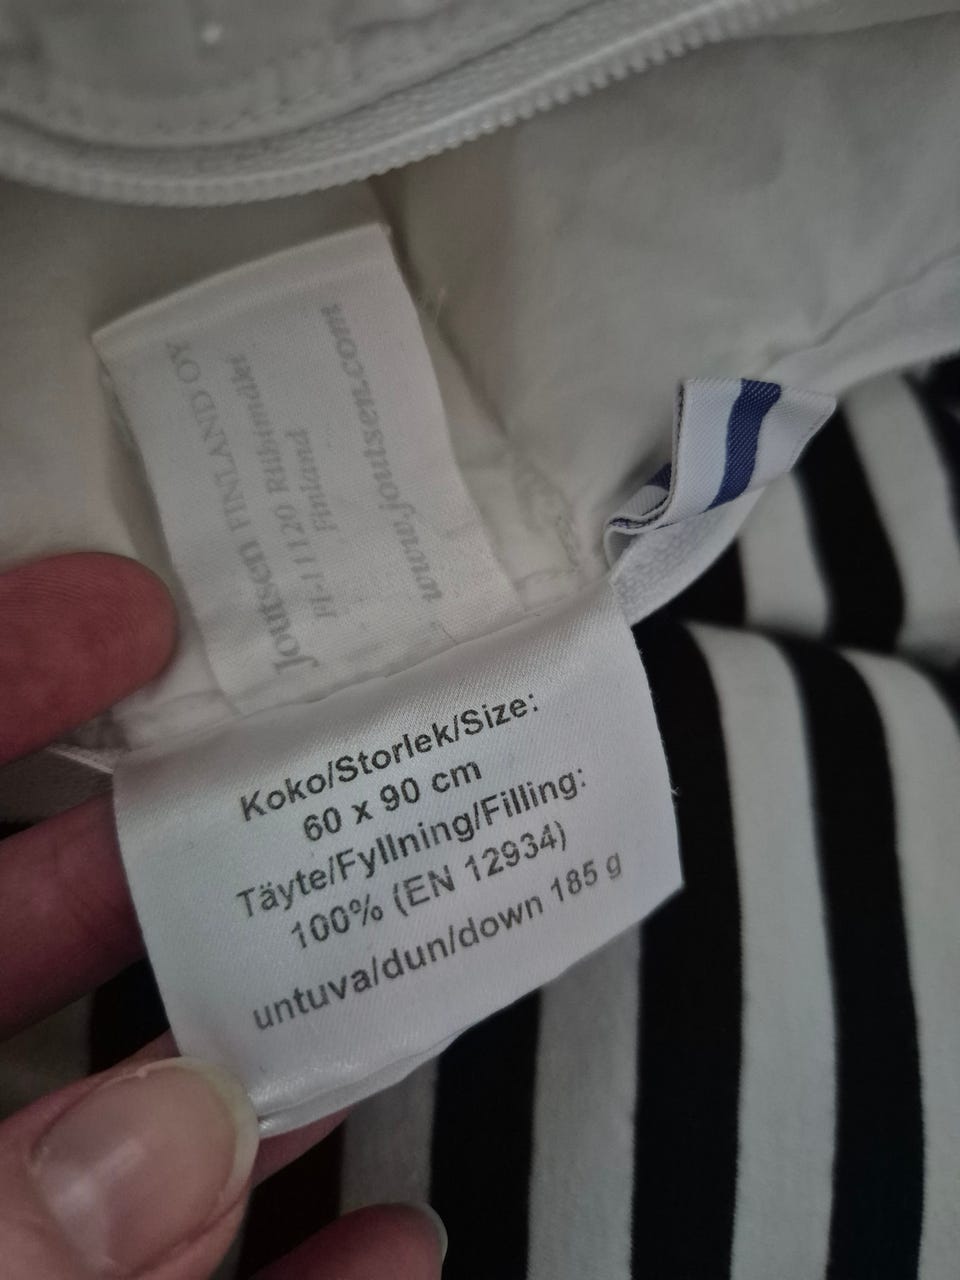 Joutsen FINLAND OY
FI-11120 Riihimäki
Finland
www.joutsen.com
Koko/Storlek/Size:
60 x 90 cm
Täyte/Fyllning/Filling:
100% (EN 12934)
untuva/dun/down 185 g